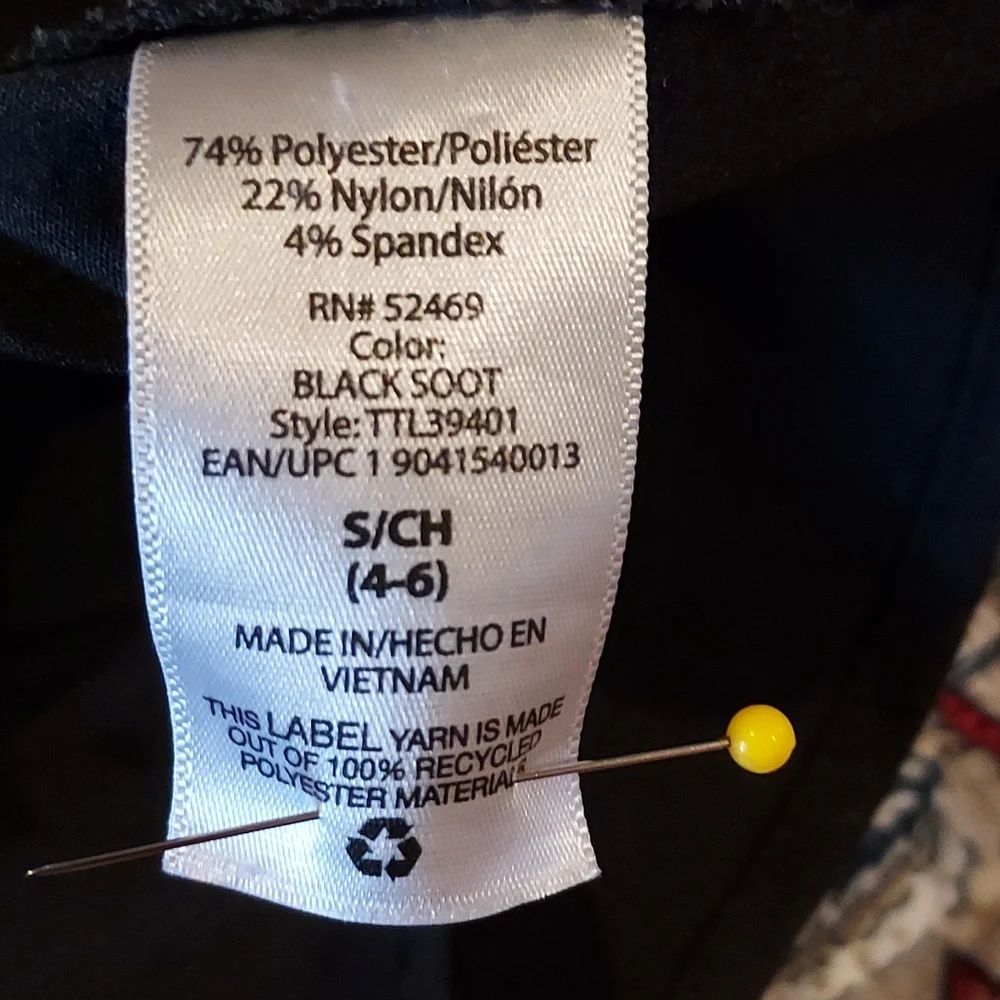 74% Polyester/Poliéster
22% Nylon/Nilón
4% Spandex
RN# 52469
Color:
BLACK SOOT
Style: TTL39401
EAN/UPC 1 9041540013
S/CH
(4-6)
MADE IN/HECHO EN
VIETNAM
THIS LABEL YARN IS MADE
OUT OF 100% RECYCLED
POLYESTER MATERIAL